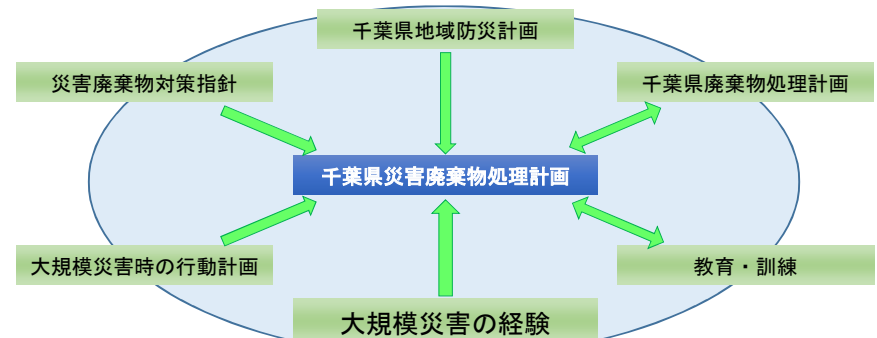 千葉県地域防災計画
災害廃棄物対策指針
千葉県廃棄物処理計画
千葉県災害廃棄物処理計画
大規模災害時の行動計画
教育・訓練
大規模災害の経験